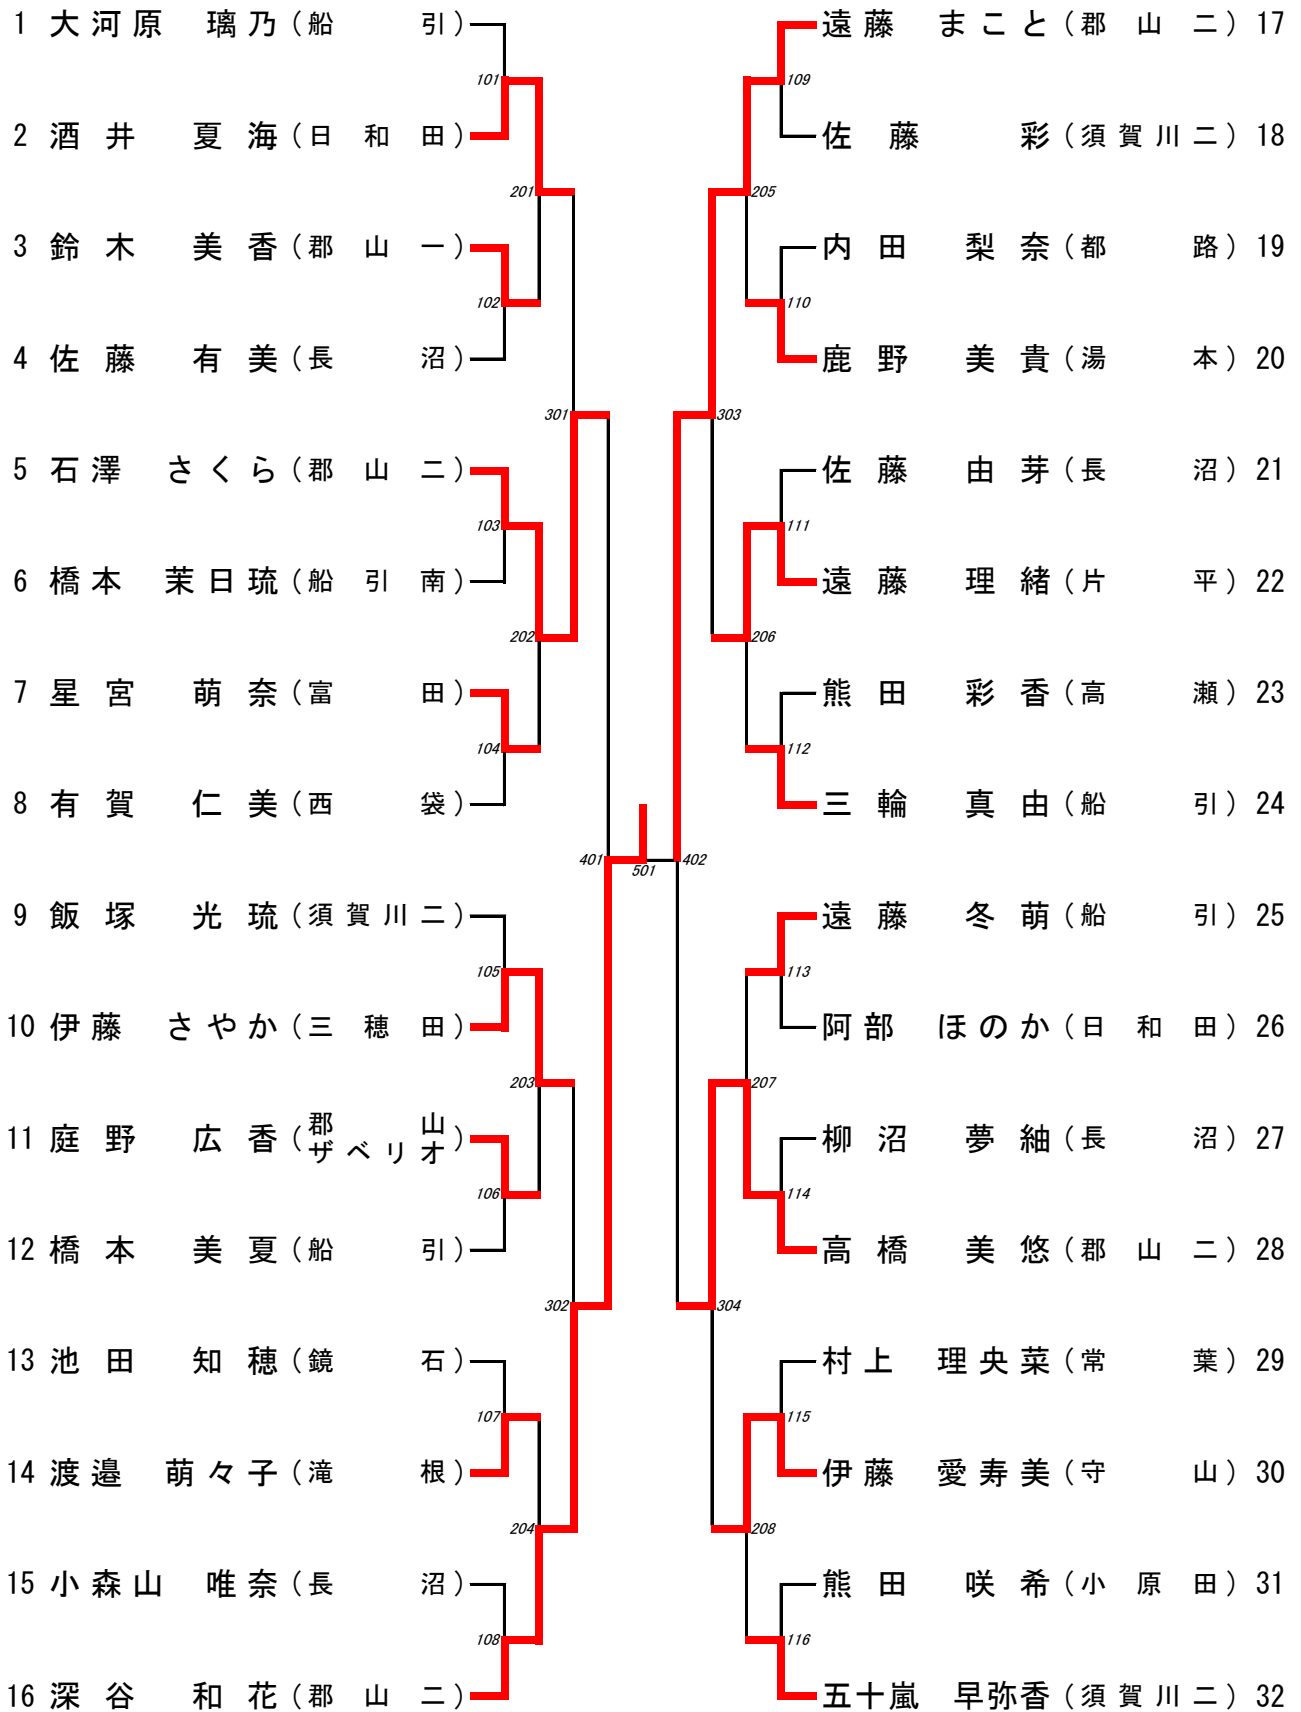 1 大河原 璃乃（船引）
101
2 酒井 夏海（日和田）
201
3 鈴木 美香（郡山一）
102
4 佐藤 有美（長沼）
301
5 石澤 さくら（郡山二）
103
6 橋本 茉日琉（船引南）
202
7 星宮 萌奈（富田）
104
8 有賀 仁美（西袋）
401
9 飯塚 光琉（須賀川二）
105
10 伊藤 さやか（三穂田）
203
11 庭野 広香（郡山ザベリオ）
106
12 橋本 美夏（船引）
302
13 池田 知穂（鏡石）
107
14 渡邉 萌々子（滝根）
204
15 小森山 唯奈（長沼）
108
16 深谷 和花（郡山二）
501
遠藤 まこと（郡山二）17
109
佐藤 彩（須賀川二）18
205
内田 梨奈（都路）19
110
鹿野 美貴（湯本）20
303
佐藤 由芽（長沼）21
111
遠藤 理緒（片平）22
206
熊田 彩香（高瀬）23
112
三輪 真由（船引）24
402
遠藤 冬萌（船引）25
113
阿部 ほのか（日和田）26
207
柳沼 夢紬（長沼）27
114
高橋 美悠（郡山二）28
304
村上 理央菜（常葉）29
115
伊藤 愛寿美（守山）30
208
熊田 咲希（小原田）31
116
五十嵐 早弥香（須賀川二）32